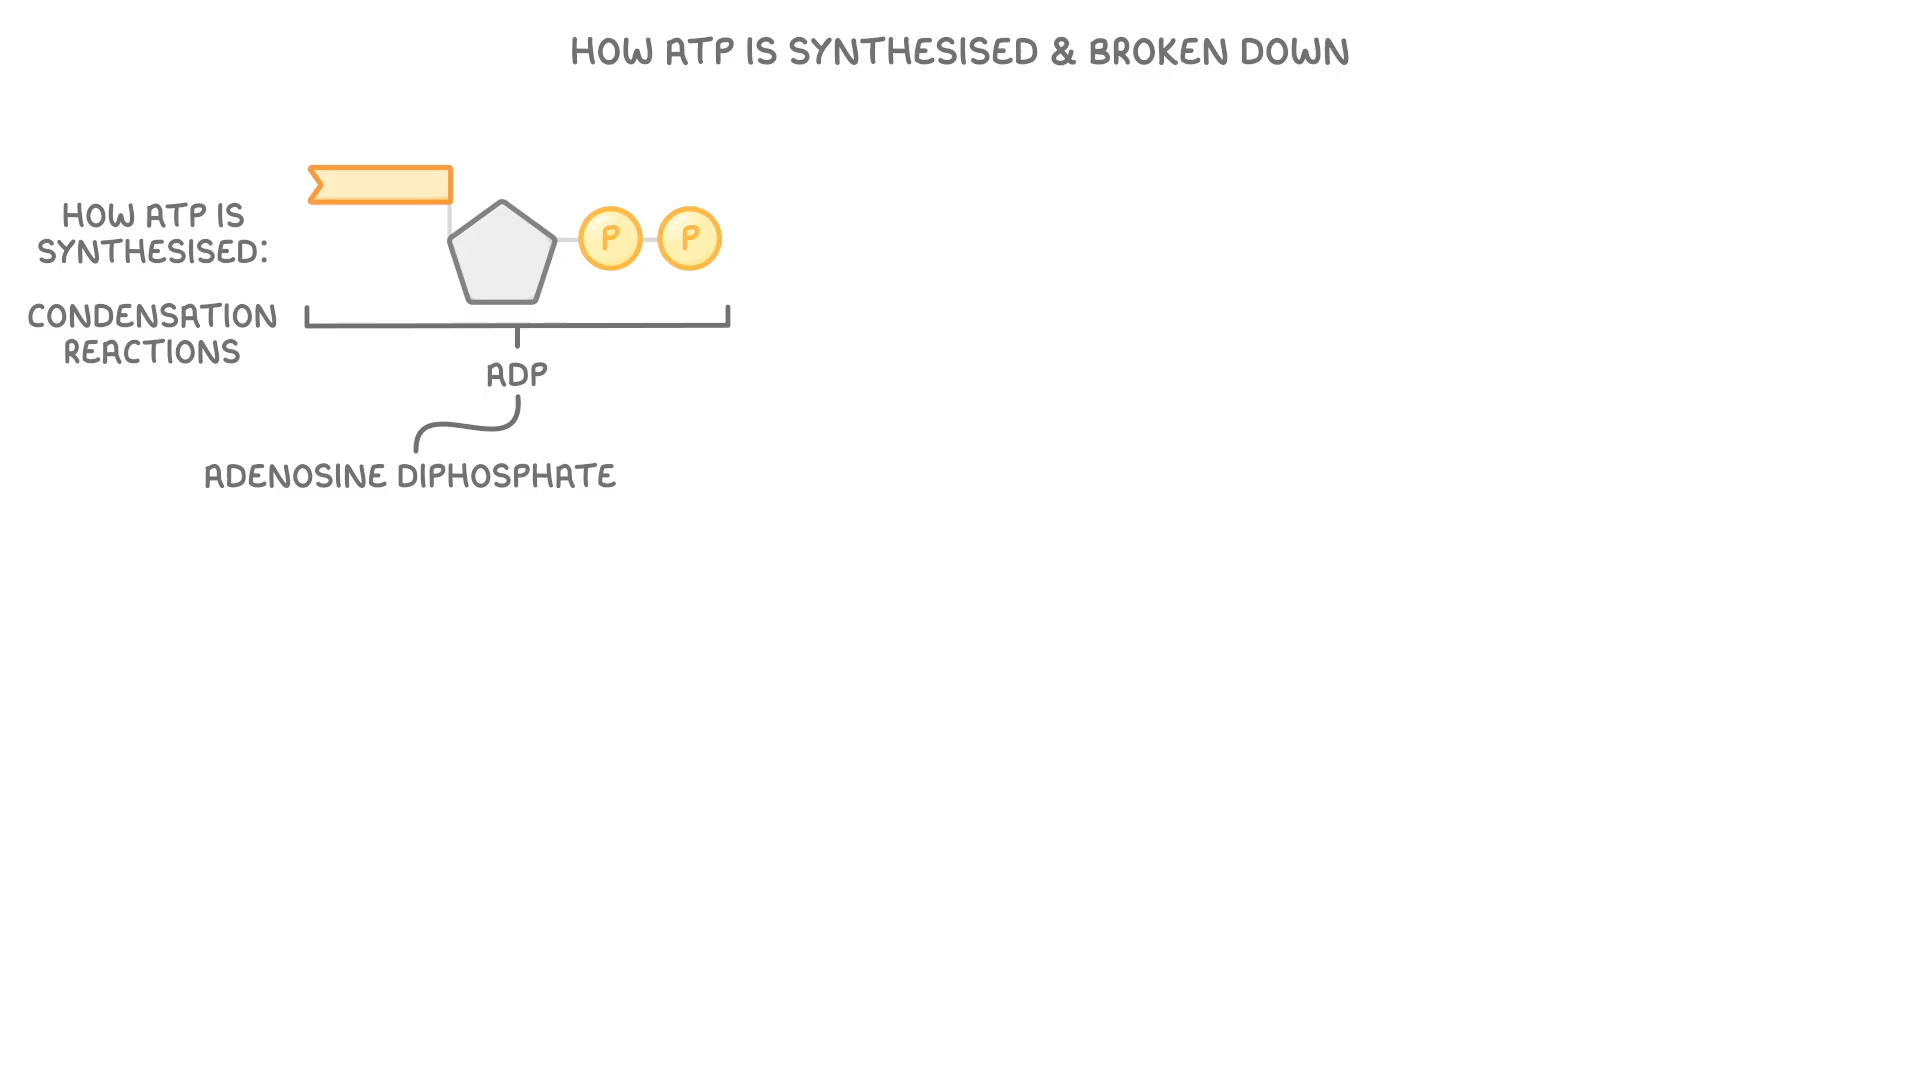 HOW ATP IS SYNTHESISED & BROKEN DOWN
HOW ATP IS
SYNTHESISED:
P P
CONDENSATION
REACTIONS
ADP
ADENOSINE DIPHOSPHATE